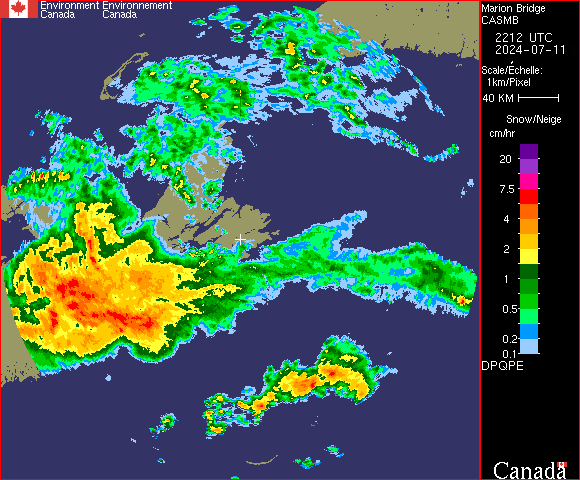 Environment Environnement
Canada Canada
Marion Bridge
CASMB
2212 UTC
2024-07-11
Scale/Echelle:
1km/Pixel
40 KM
Snow/Neige
cm/hr
20
7.5
4
2
1
0.5
0.2
0.1
DPQPE
Canada